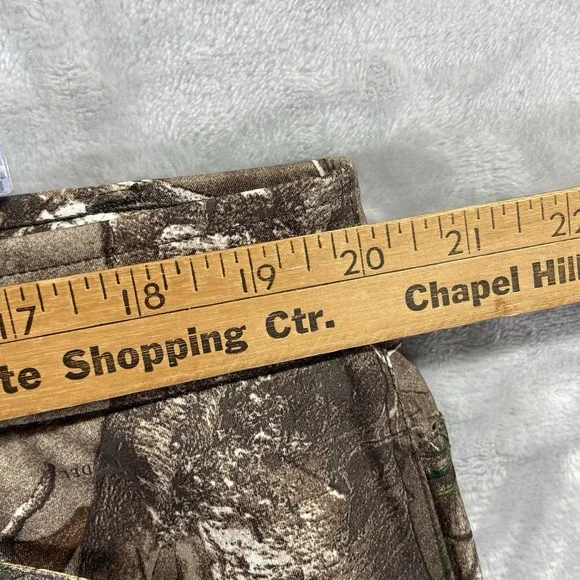 17 18 19 20 21 22
te Shopping Ctr. Chapel Hill